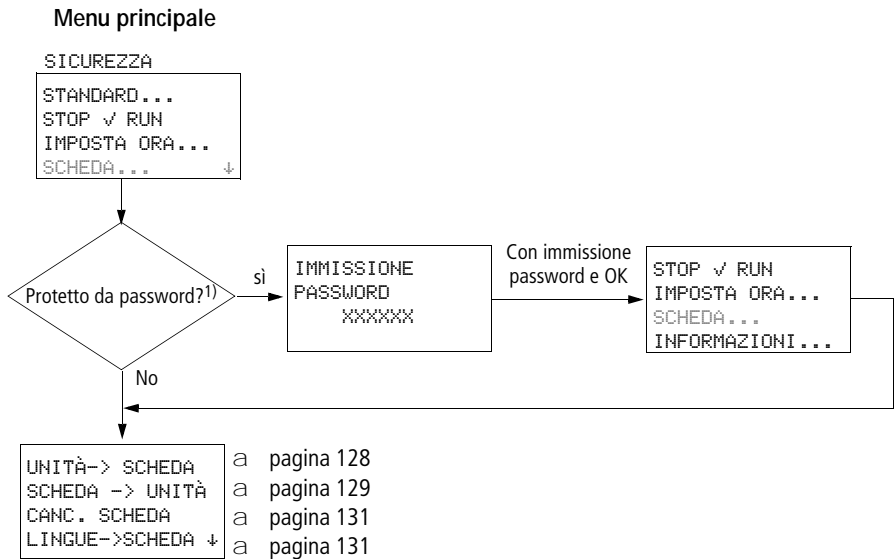 Menu principale
SICUREZZA
STANDARD...
STOP √ RUN
IMPOSTA ORA...
SCHEDA... ↓
Protetto da password?1)
sì
IMMISSIONE
PASSWORD
XXXXXX
Con immissione
password e OK
STOP √ RUN
IMPOSTA ORA...
SCHEDA...
INFORMAZIONI...
No
UNITÀ-> SCHEDA a pagina 128
SCHEDA -> UNITÀ a pagina 129
CANC. SCHEDA a pagina 131
LINGUE->SCHEDA ↓ a pagina 131